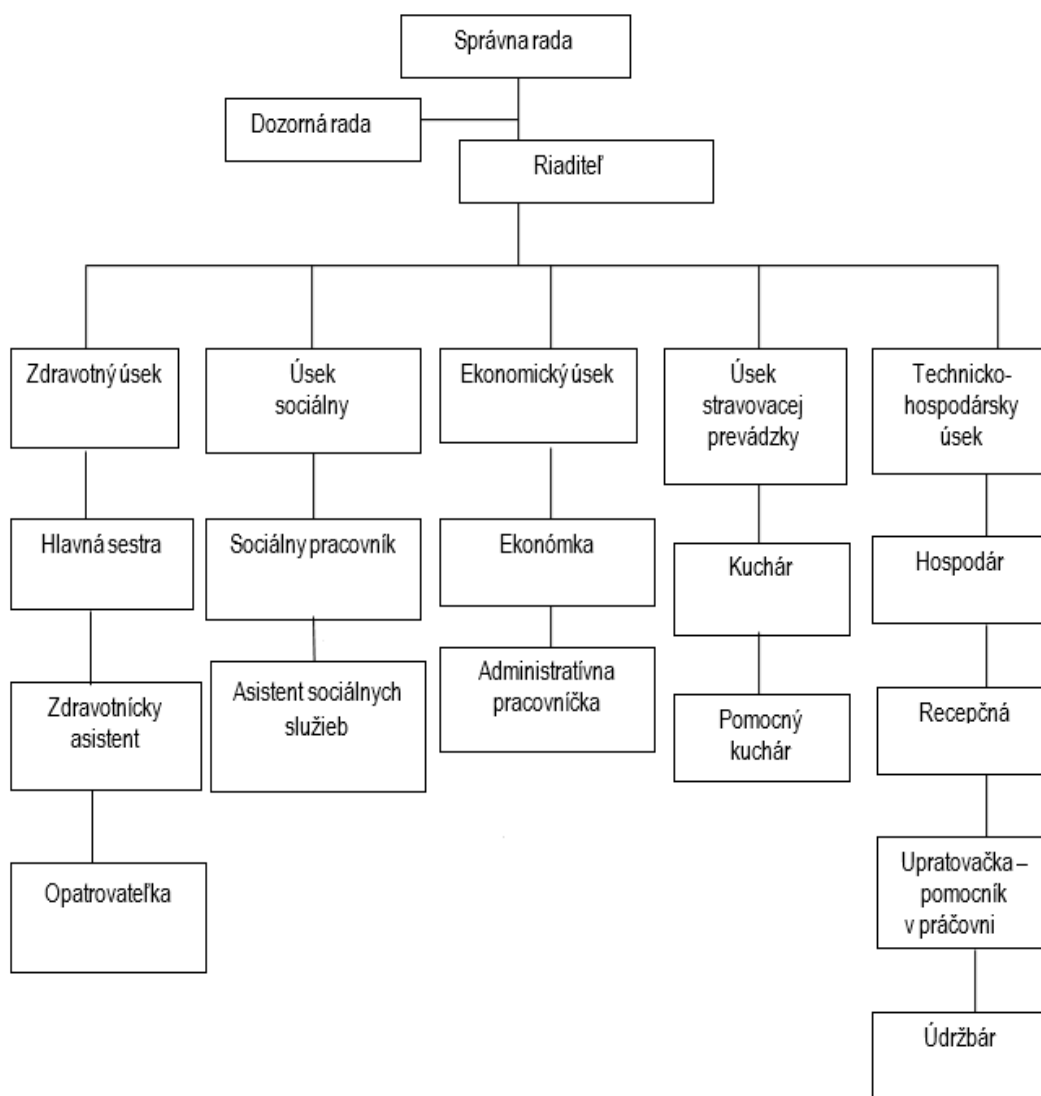 Správna rada
Dozorná rada
Riaditeľ
Zdravotný úsek
Úsek
sociálny
Ekonomický úsek
Úsek
stravovacej
prevádzky
Technicko-
hospodársky
úsek
Hlavná sestra
Sociálny pracovník
Ekonómka
Kuchár
Hospodár
Zdravotnícky
asistent
Asistent sociálnych
služieb
Administratívna
pracovníčka
Pomocný
kuchár
Recepčná
Opatrovateľka
Upratovačka –
pomocník
v práčovni
Údržbár